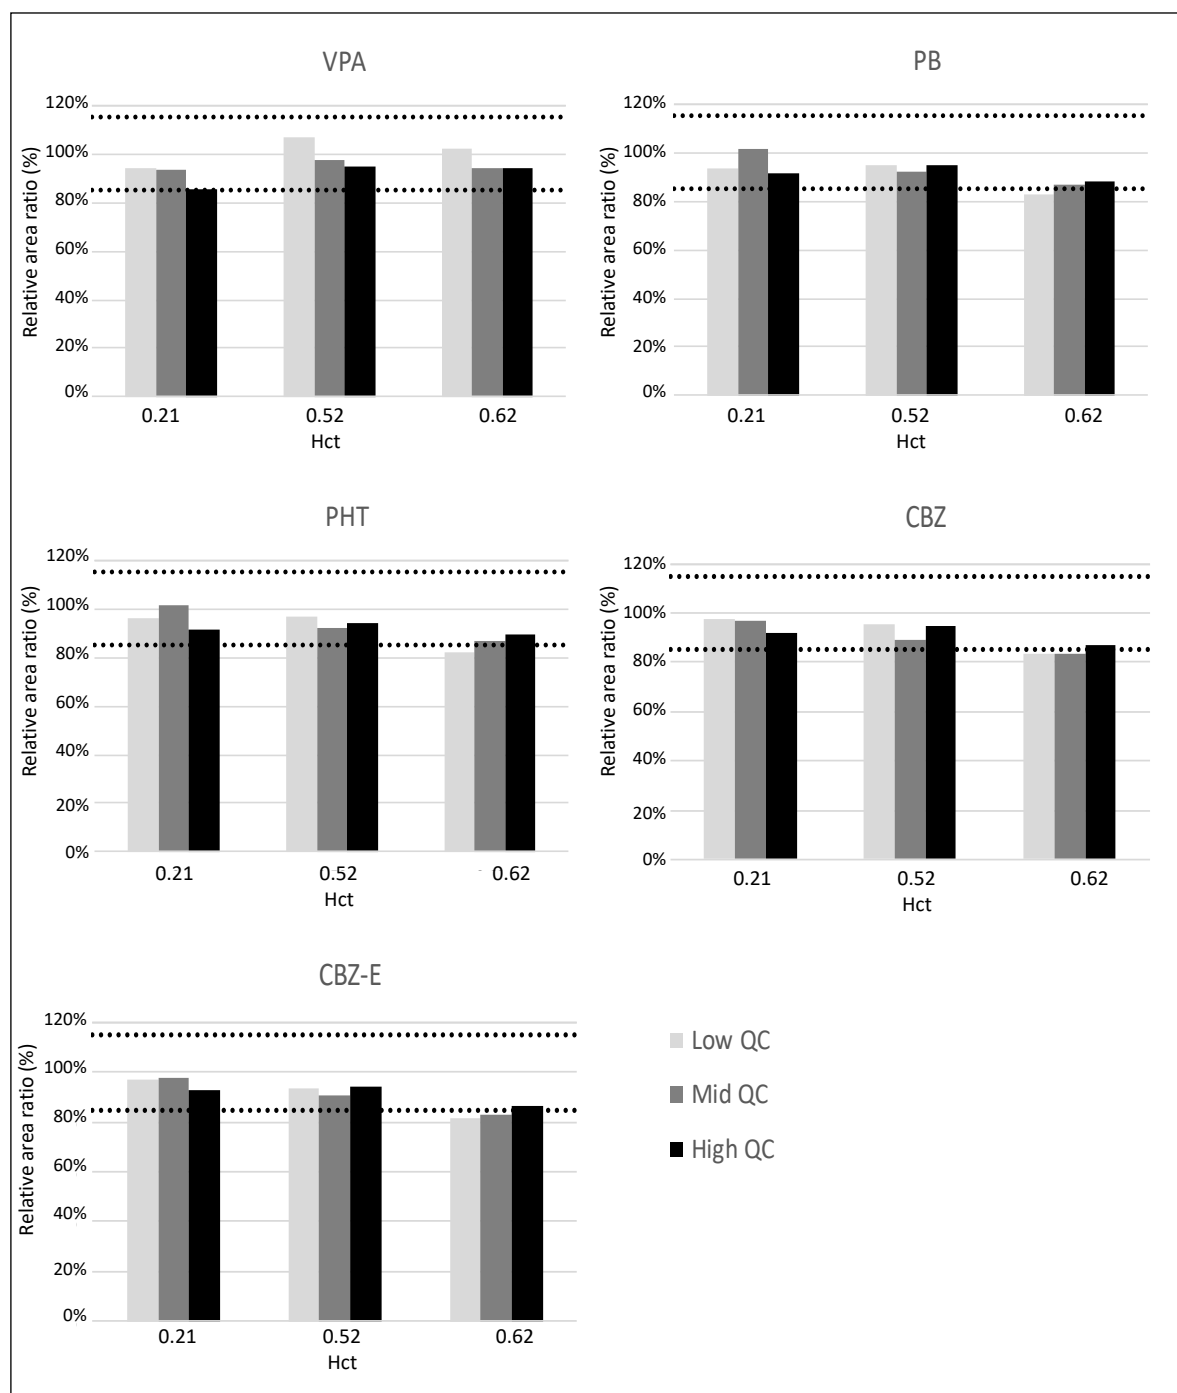 VPA
Relative area ratio (%)
120%
100%
80%
60%
40%
20%
0%
0.21 0.52 0.62
Hct
PB
Relative area ratio (%)
120%
100%
80%
60%
40%
20%
0%
0.21 0.52 0.62
Hct
PHT
Relative area ratio (%)
120%
100%
80%
60%
40%
20%
0%
0.21 0.52 0.62
Hct
CBZ
Relative area ratio (%)
120%
100%
80%
60%
40%
20%
0%
0.21 0.52 0.62
Hct
CBZ-E
Relative area ratio (%)
120%
100%
80%
60%
40%
20%
0%
0.21 0.52 0.62
Hct
Low QC
Mid QC
High QC